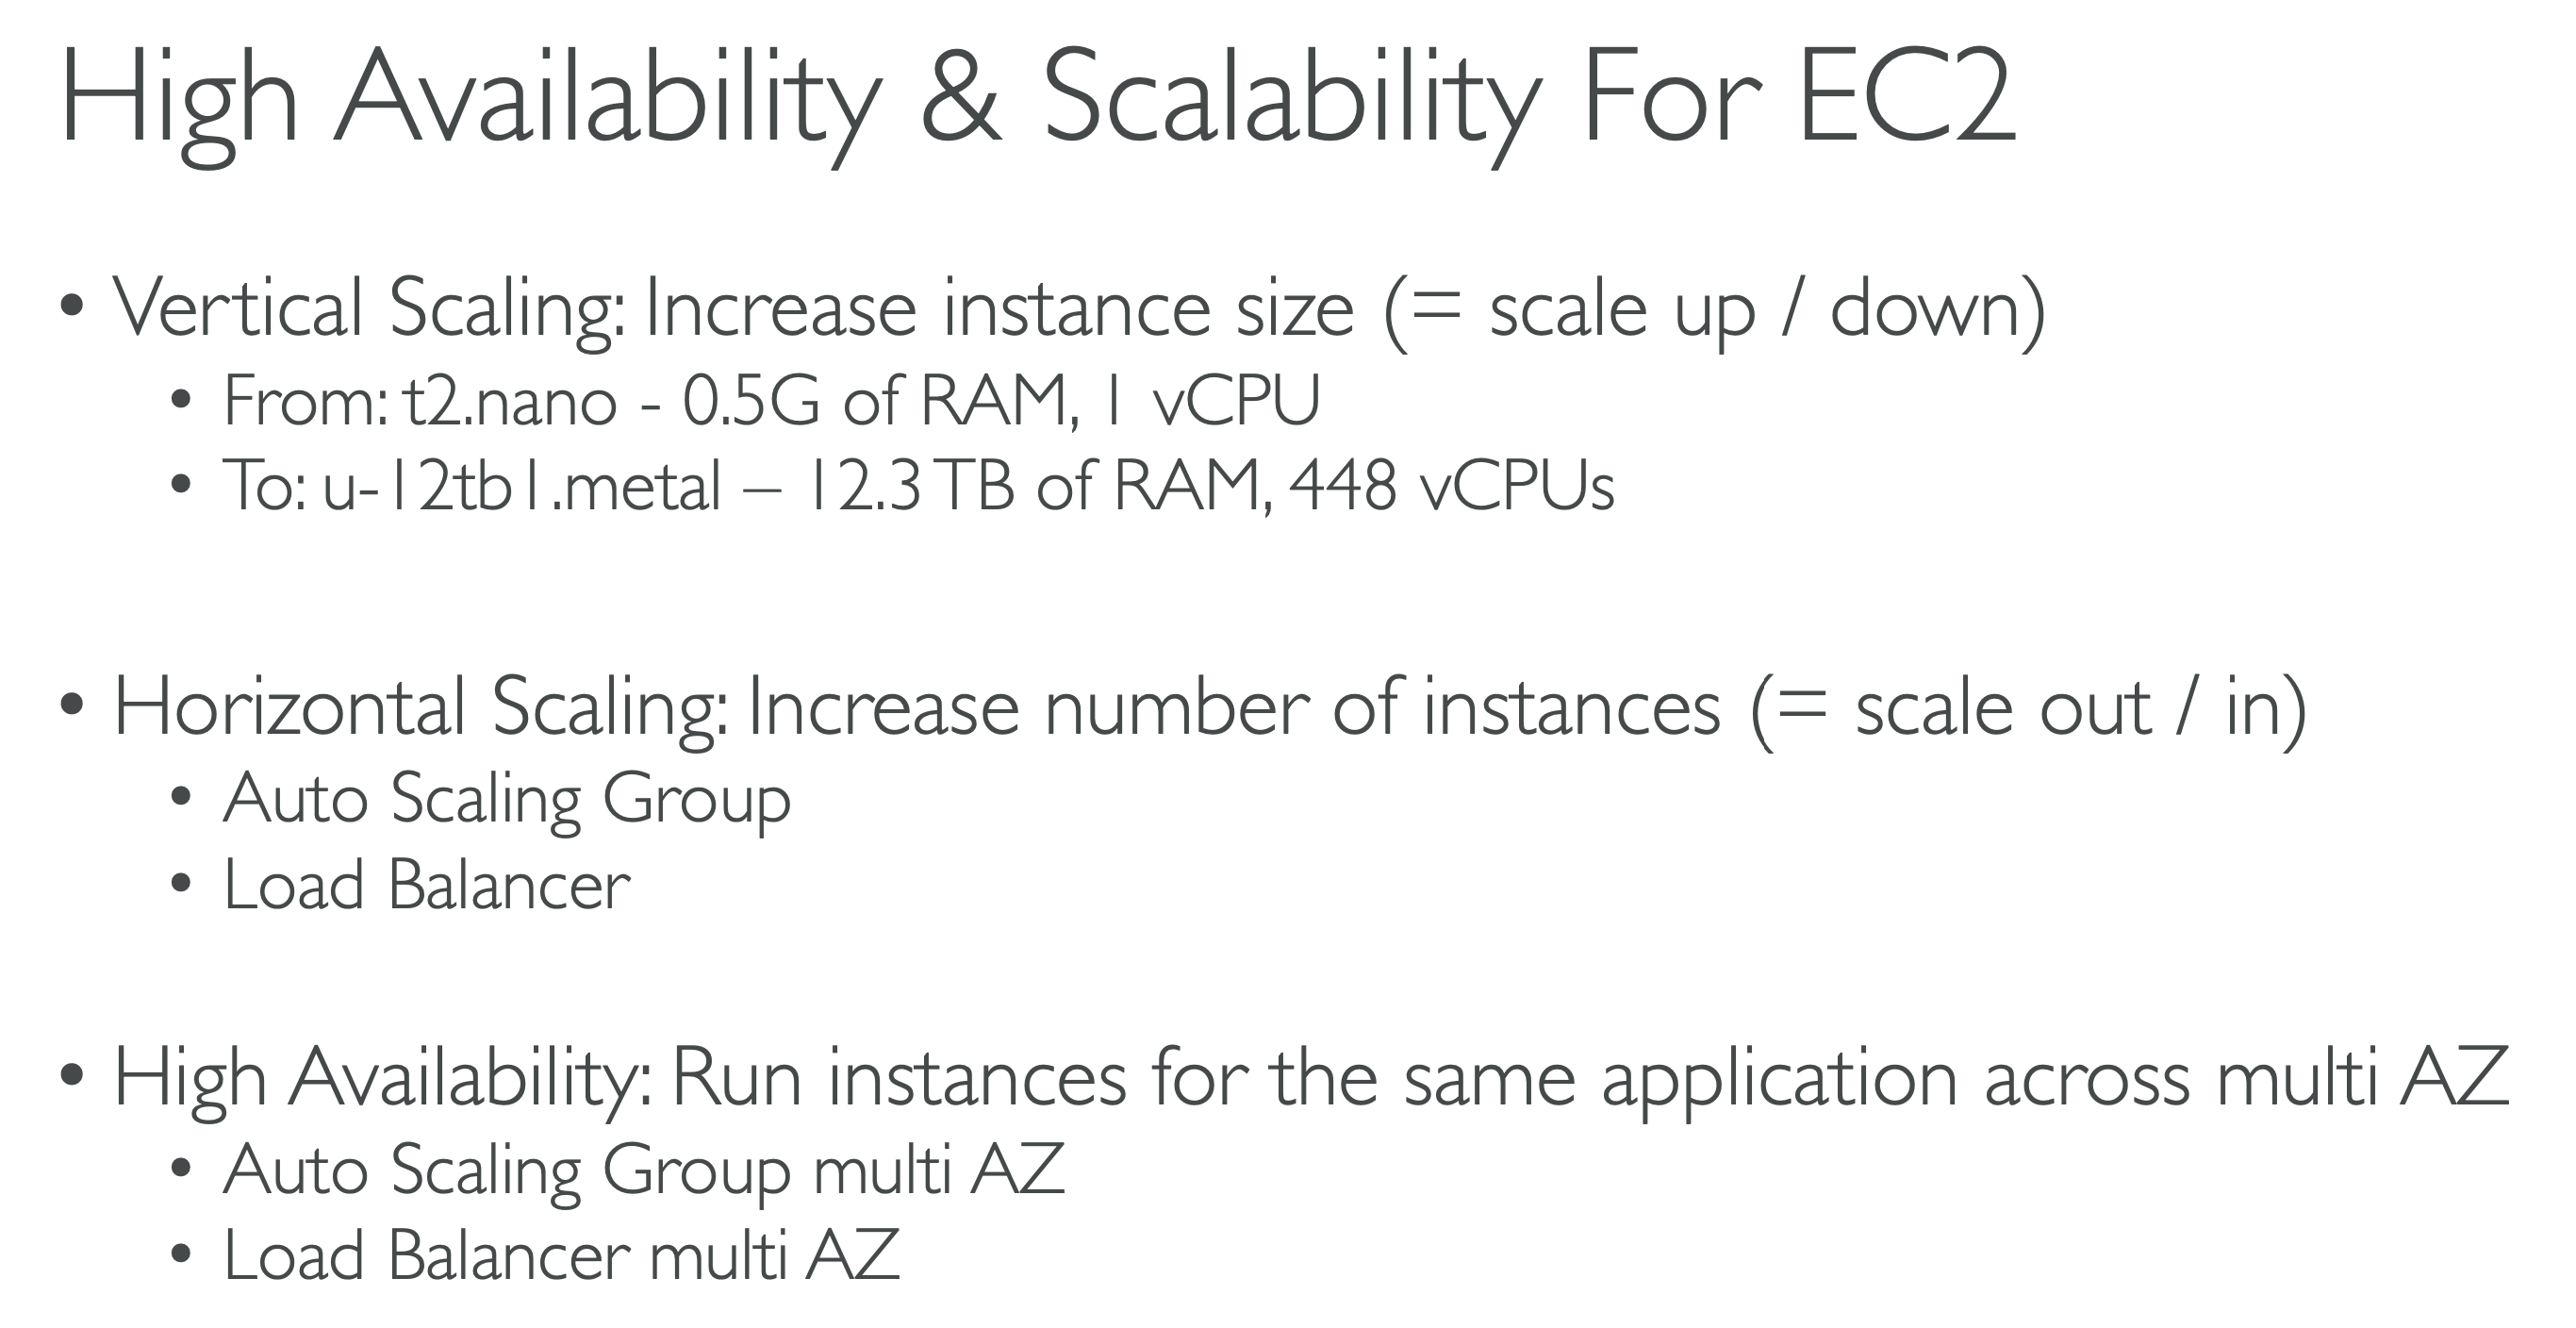 High Availability & Scalability For EC2
• Vertical Scaling: Increase instance size (= scale up / down)
• From: t2.nano - 0.5G of RAM, 1 vCPU
• To: u-12tb1.metal – 12.3 TB of RAM, 448 vCPUs
• Horizontal Scaling: Increase number of instances (= scale out / in)
• Auto Scaling Group
• Load Balancer
• High Availability: Run instances for the same application across multi AZ
• Auto Scaling Group multi AZ
• Load Balancer multi AZ